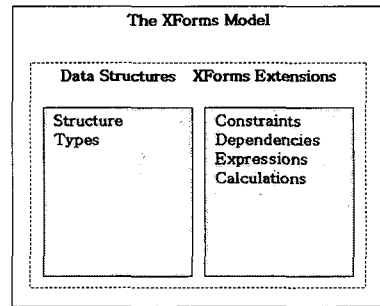 The XForms Model
Data Structures XForms Extensions
Structure
Types
Constraints
Dependencies
Expressions
Calculations